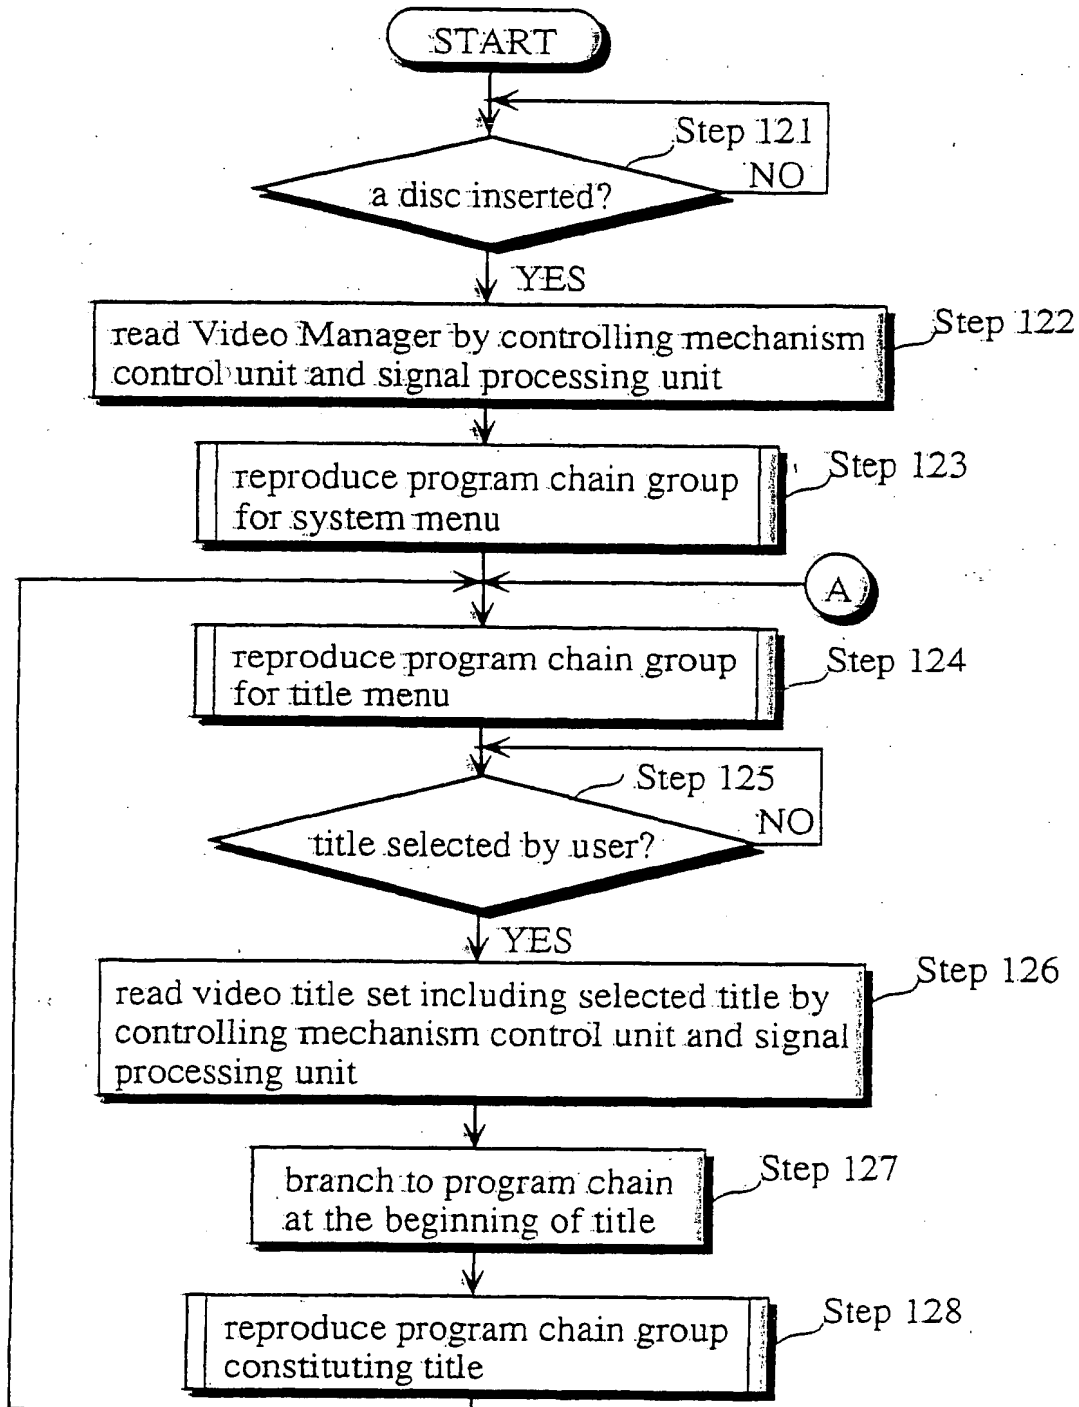 START
Step 121
NO
a disc inserted?
YES
Step 122
read Video Manager by controlling mechanism
control unit and signal processing unit
Step 123
reproduce program chain group
for system menu
A
reproduce program chain group
for title menu
Step 124
Step 125
NO
title selected by user?
YES
Step 126
read video title set including selected title by
controlling mechanism control unit and signal
processing unit
Step 127
branch to program chain
at the beginning of title
Step 128
reproduce program chain group
constituting title